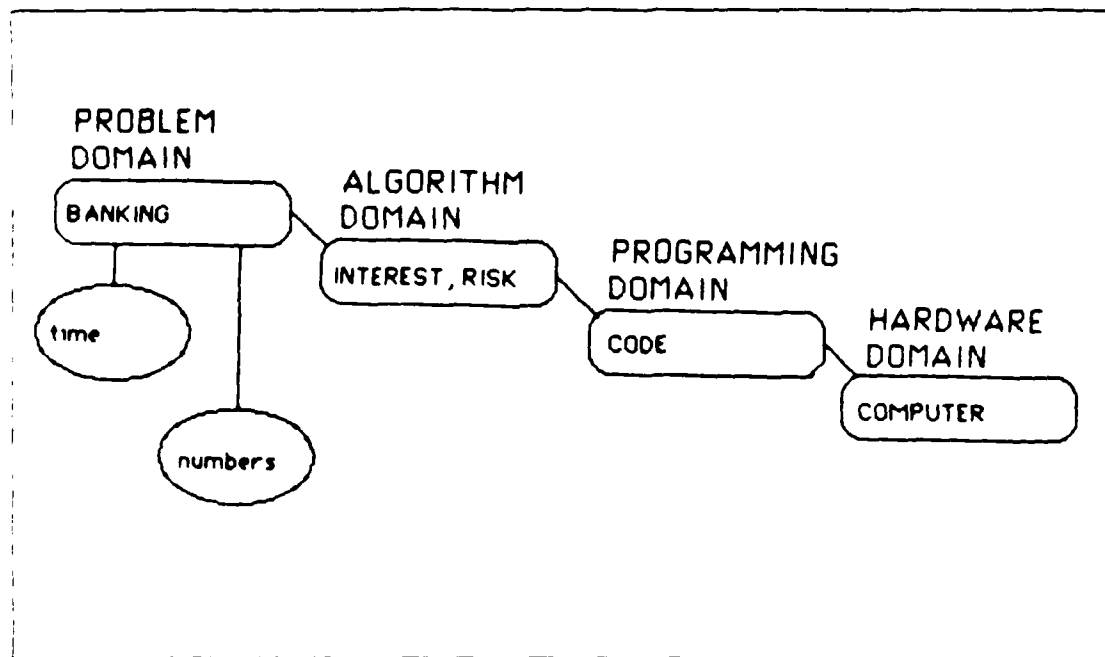 PROBLEM
DOMAIN
BANKING
time
numbers
ALGORITHM
DOMAIN
INTEREST, RISK
PROGRAMMING
DOMAIN
CODE
HARDWARE
DOMAIN
COMPUTER